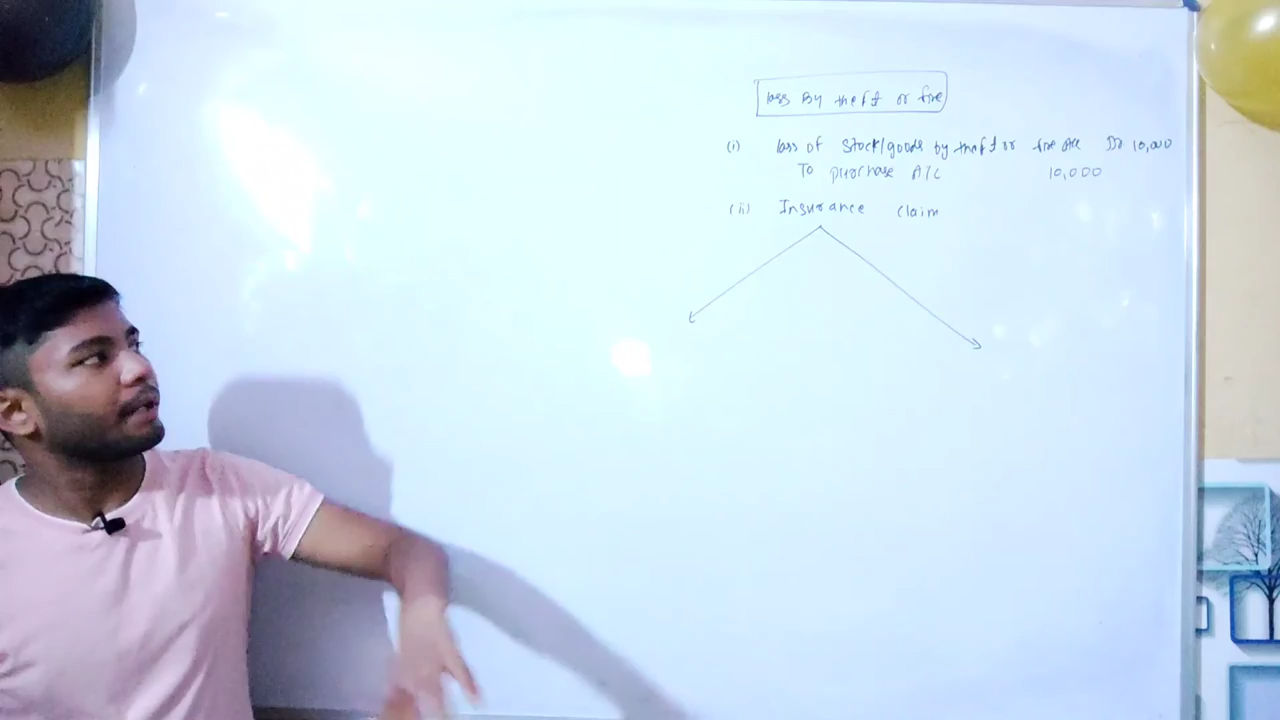 loss By theft or fire
(i) loss of stock/goods by theft or fire A/c Dr 10,000
To purchase A/C 10,000
(ii) Insurance claim